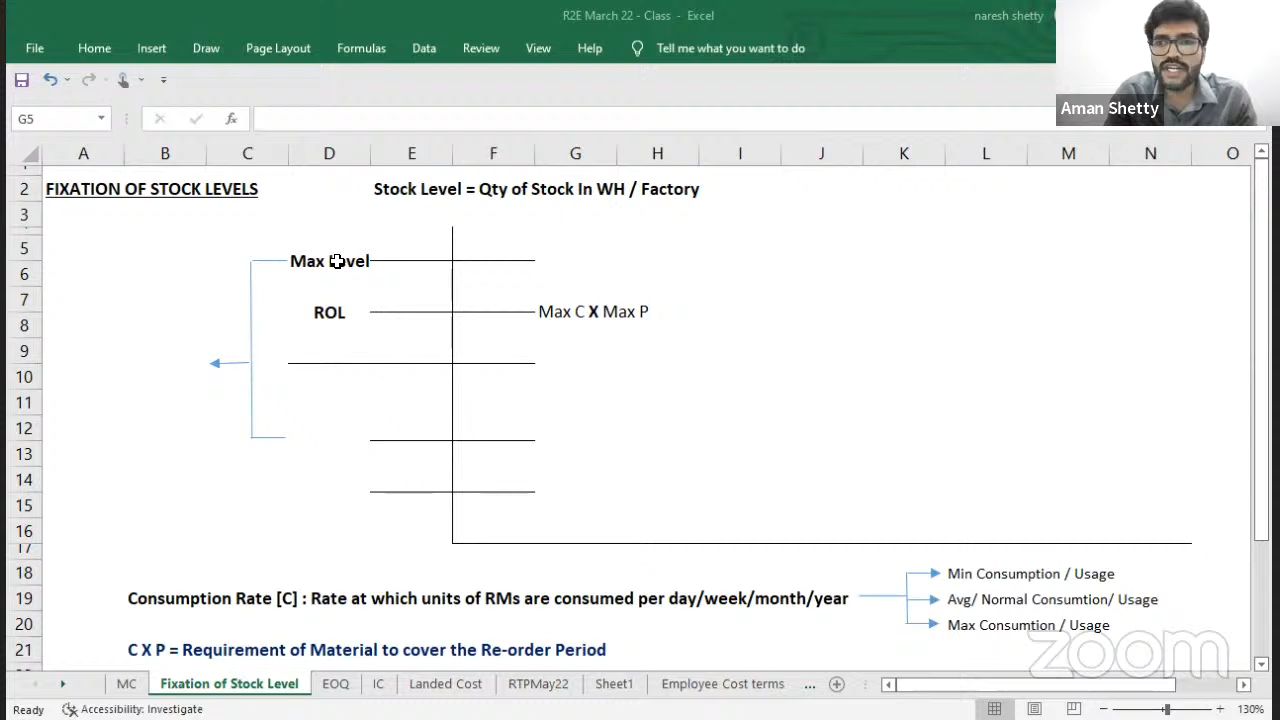 R2E March 22 - Class - Excel
naresh shetty
File Home Insert Draw Page Layout Formulas Data Review View Help Tell me what you want to do
Aman Shetty
G5
fx
A B C D E F G H I J K L M N O
2 FIXATION OF STOCK LEVELS Stock Level = Qty of Stock In WH / Factory
3
5
Max Level
6
7
ROL Max C X Max P
8
9
10
11
12
13
14
15
16
17
18 Min Consumption / Usage
19 Consumption Rate [C] : Rate at which units of RMs are consumed per day/week/month/year Avg/ Normal Consumtion/ Usage
20 Max Consumtion / Usage
21 C X P = Requirement of Material to cover the Re-order Period
zoom
MC Fixation of Stock Level EOQ IC Landed Cost RTPMay22 Sheet1 Employee Cost terms ...
Ready Accessibility: Investigate 130%